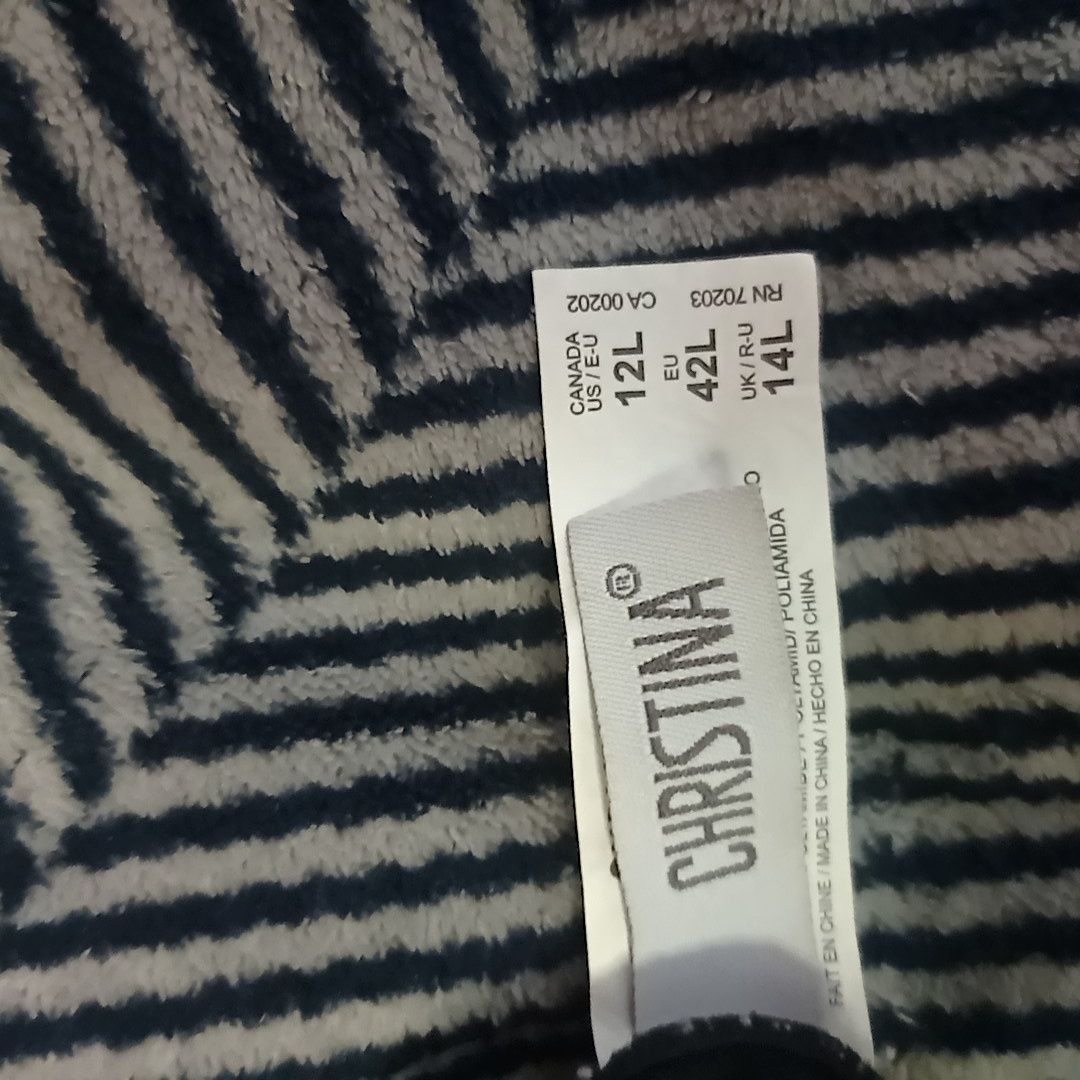 CHRISTINA®
CA 00202
RN 70203
CANADA
US / E-U
12L
EU
42L
UK / R-U
14L
POLIAMIDA
FAIT EN CHINE / MADE IN CHINA / HECHO EN CHINA